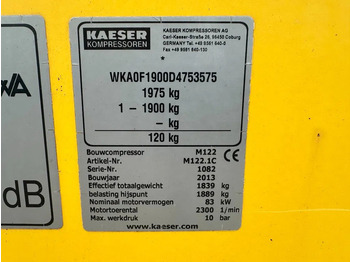 KAESER
KOMPRESSOREN
KAESER KOMPRESSOREN AG
Carl-Kaeser-Strasse 26, 96450 Coburg
GERMANY Tel. +49 9561 640-0
Fax +49 9561 640-130
WKA0F1900D4753575
1975 kg
1 - 1900 kg
- kg
120 kg
Bouwcompressor M122
Artikel-Nr. M122.1C
Serie-Nr. 1082
Bouwjaar 2013
Effectief totaalgewicht 1839 kg
belasting hijspunt 1889 kg
Nominaal motorvermogen 83 kW
Motortoerental 2300 1/min
Max. werkdruk 10 bar
www.kaeser.com
dB